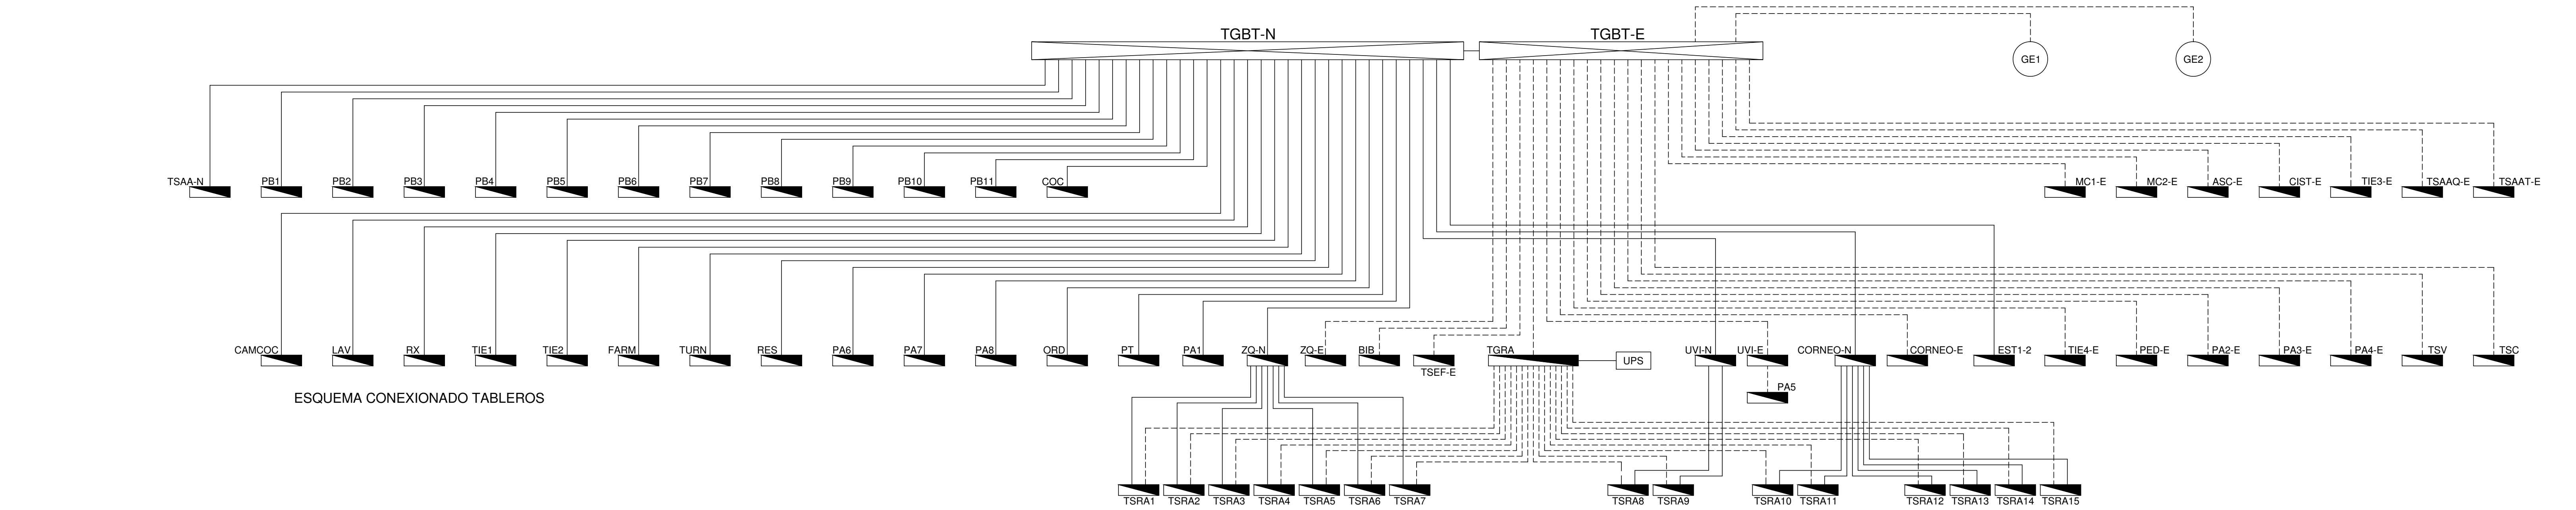 TGBT-N
TGBT-E
GE1
GE2
TSAA-N
PB1
PB2
PB3
PB4
PB5
PB6
PB7
PB8
PB9
PB10
PB11
COC
MC1-E
MC2-E
ASC-E
CIST-E
TIE3-E
TSAAQ-E
TSAAT-E
CAMCOC
LAV
RX
TIE1
TIE2
FARM
TURN
RES
PA6
PA7
PA8
ORD
PT
PA1
ZQ-N
ZQ-E
BIB
TSEF-E
TGRA
UPS
UVI-N
UVI-E
CORNEO-N
CORNEO-E
EST1-2
TIE4-E
PED-E
PA2-E
PA3-E
PA4-E
TSV
TSC
PA5
ESQUEMA CONEXIONADO TABLEROS
TSRA1
TSRA2
TSRA3
TSRA4
TSRA5
TSRA6
TSRA7
TSRA8
TSRA9
TSRA10
TSRA11
TSRA12
TSRA13
TSRA14
TSRA15